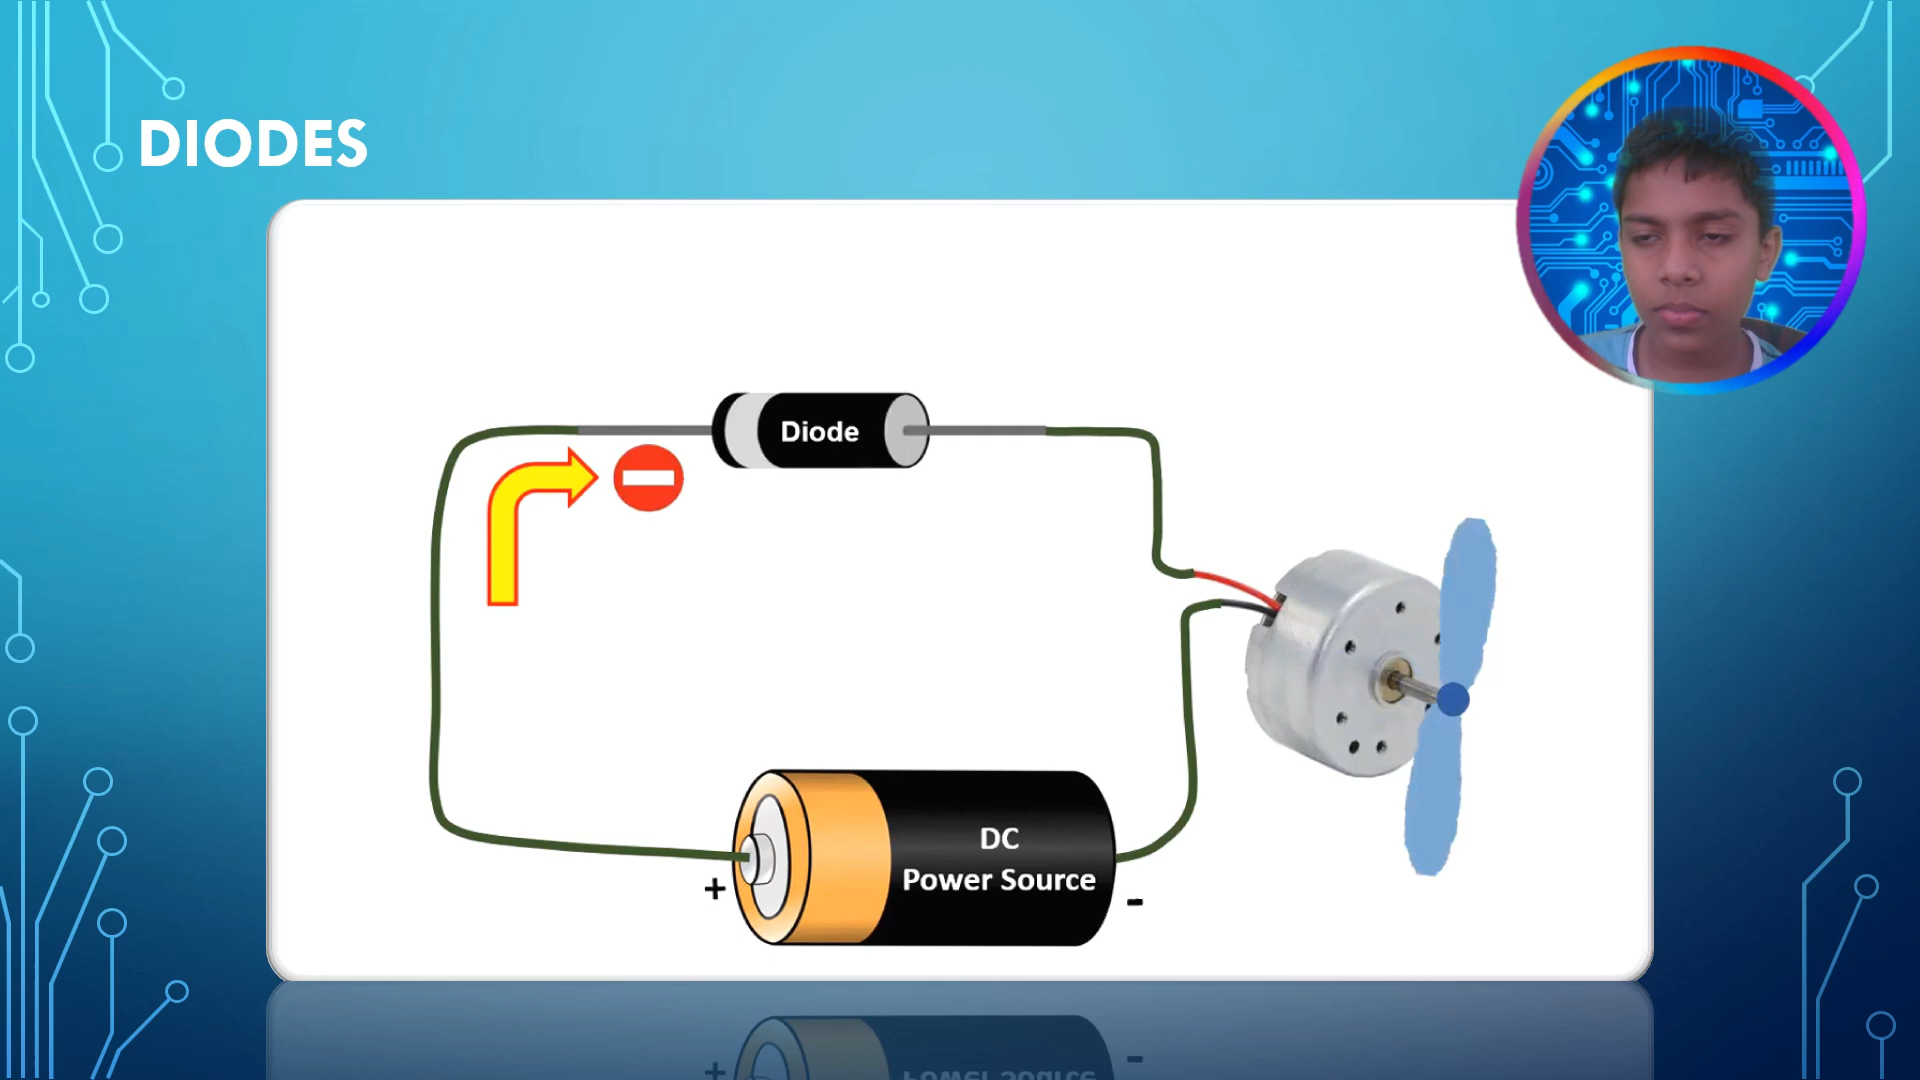 DIODES
Diode
DC
Power Source
+
-